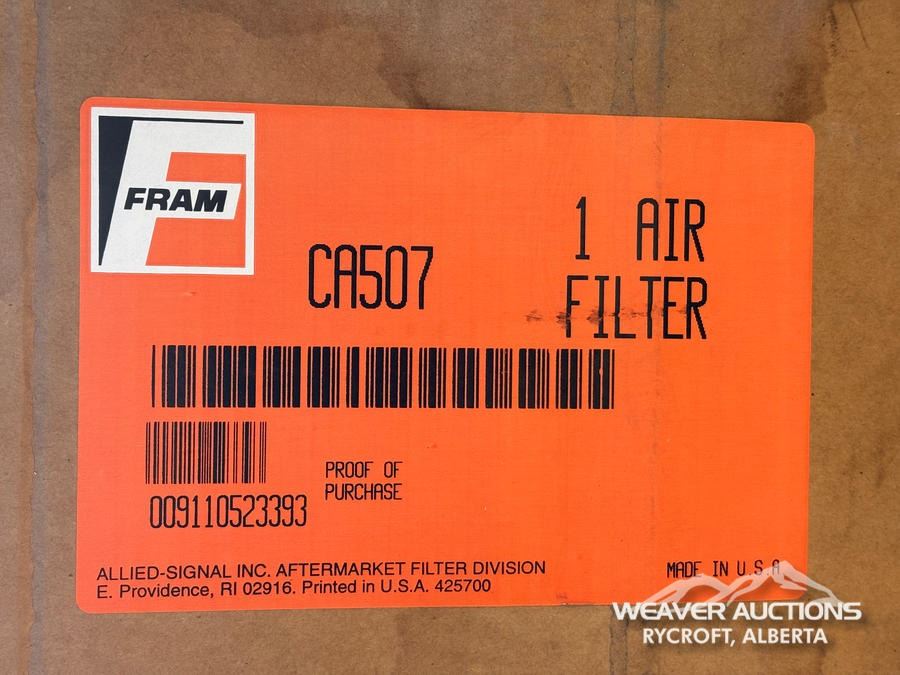 FRAM
CA507
1 AIR
FILTER
009110523393
PROOF OF
PURCHASE
ALLIED-SIGNAL INC. AFTERMARKET FILTER DIVISION
E. Providence, RI 02916. Printed in U.S.A. 425700
MADE IN U.S.A
WEAVER AUCTIONS
RYCROFT, ALBERTA